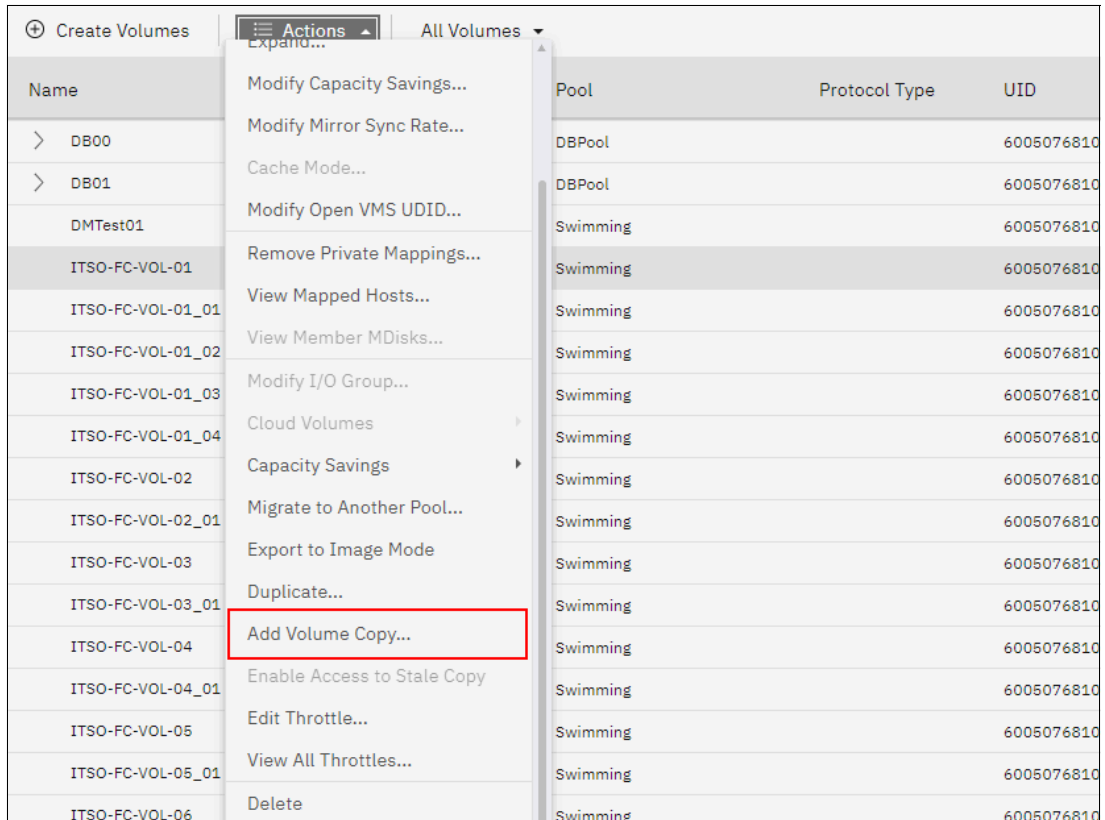 Create Volumes Actions All Volumes
Expand...
Name Pool Protocol Type UID
Modify Capacity Savings...
Modify Mirror Sync Rate...
DB00 DBPool 6005076810
Cache Mode...
DB01 DBPool 6005076810
Modify Open VMS UDID...
DMTest01 Swimming 6005076810
Remove Private Mappings...
ITSO-FC-VOL-01 Swimming 6005076810
View Mapped Hosts...
ITSO-FC-VOL-01_01 Swimming 6005076810
View Member MDisks...
ITSO-FC-VOL-01_02 Swimming 6005076810
Modify I/O Group...
ITSO-FC-VOL-01_03 Swimming 6005076810
Cloud Volumes
ITSO-FC-VOL-01_04 Swimming 6005076810
Capacity Savings
ITSO-FC-VOL-02 Swimming 6005076810
Migrate to Another Pool...
ITSO-FC-VOL-02_01 Swimming 6005076810
Export to Image Mode
ITSO-FC-VOL-03 Swimming 6005076810
Duplicate...
ITSO-FC-VOL-03_01 Swimming 6005076810
Add Volume Copy...
ITSO-FC-VOL-04 Swimming 6005076810
Enable Access to Stale Copy
ITSO-FC-VOL-04_01 Swimming 6005076810
Edit Throttle...
ITSO-FC-VOL-05 Swimming 6005076810
View All Throttles...
ITSO-FC-VOL-05_01 Swimming 6005076810
Delete
ITSO-FC-VOL-06 Swimming 6005076810